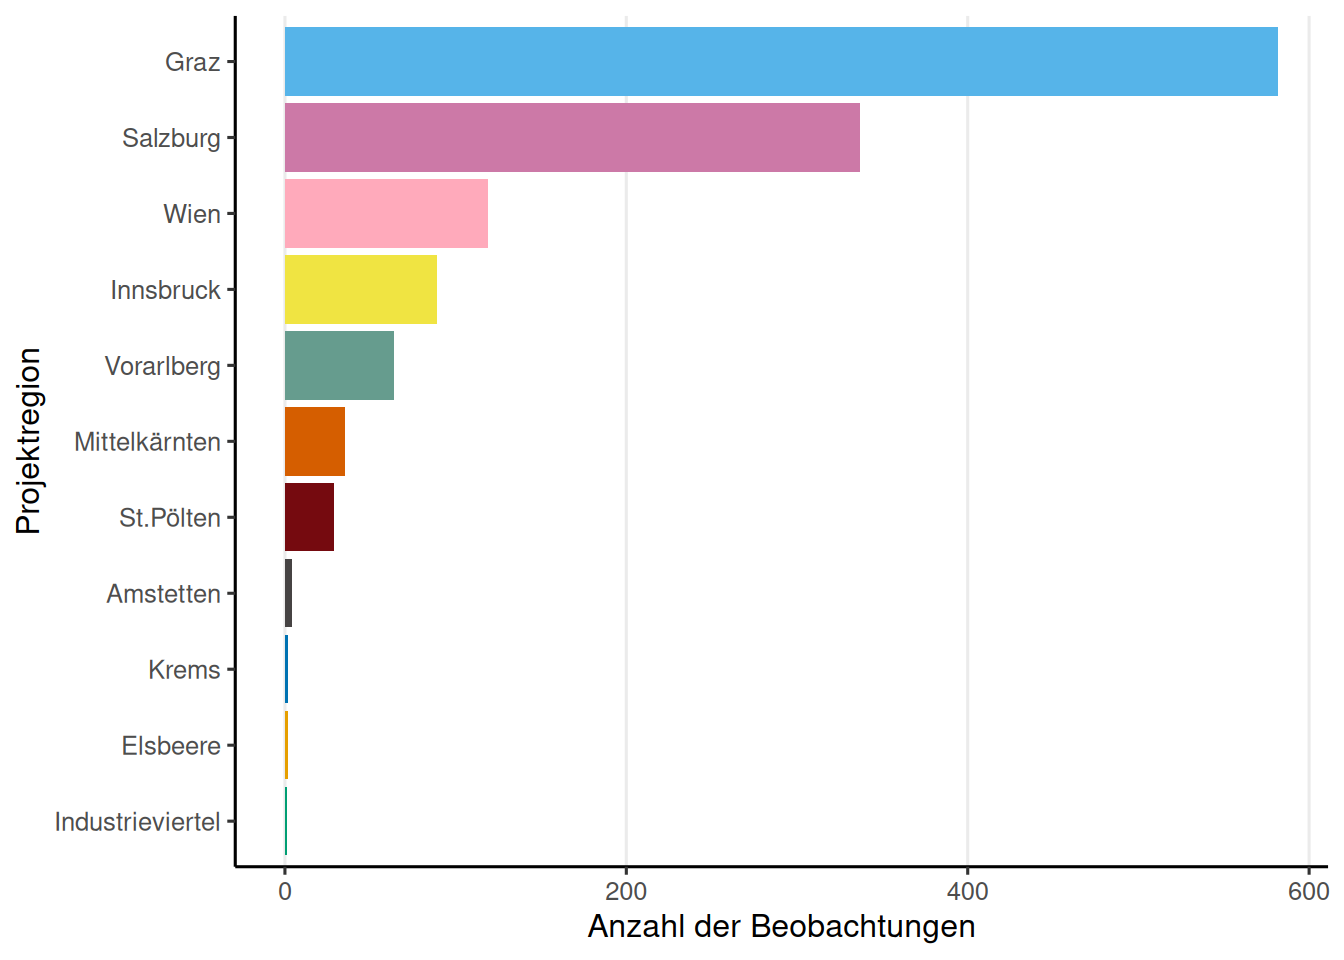 Projektregion
Graz
Salzburg
Wien
Innsbruck
Vorarlberg
Mittelkärnten
St.Pölten
Amstetten
Krems
Elsbeere
Industrieviertel
0 200 400 600
Anzahl der Beobachtungen